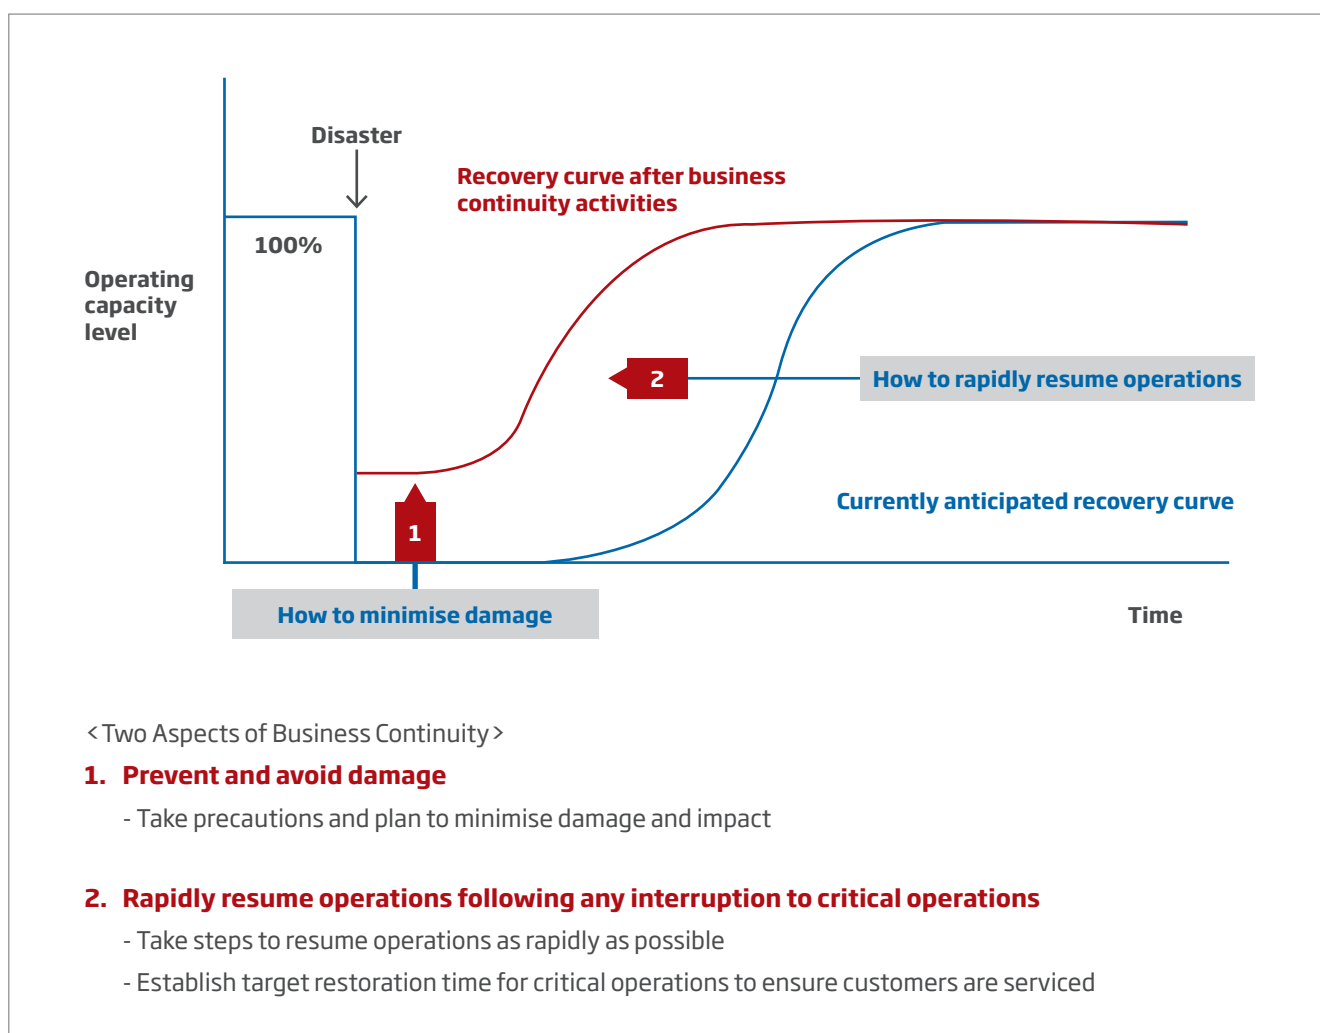 Disaster
Recovery curve after business
continuity activities
100%
Operating
capacity
level
2
How to rapidly resume operations
Currently anticipated recovery curve
1
How to minimise damage
Time
<Two Aspects of Business Continuity>
1. Prevent and avoid damage
- Take precautions and plan to minimise damage and impact
2. Rapidly resume operations following any interruption to critical operations
- Take steps to resume operations as rapidly as possible
- Establish target restoration time for critical operations to ensure customers are serviced